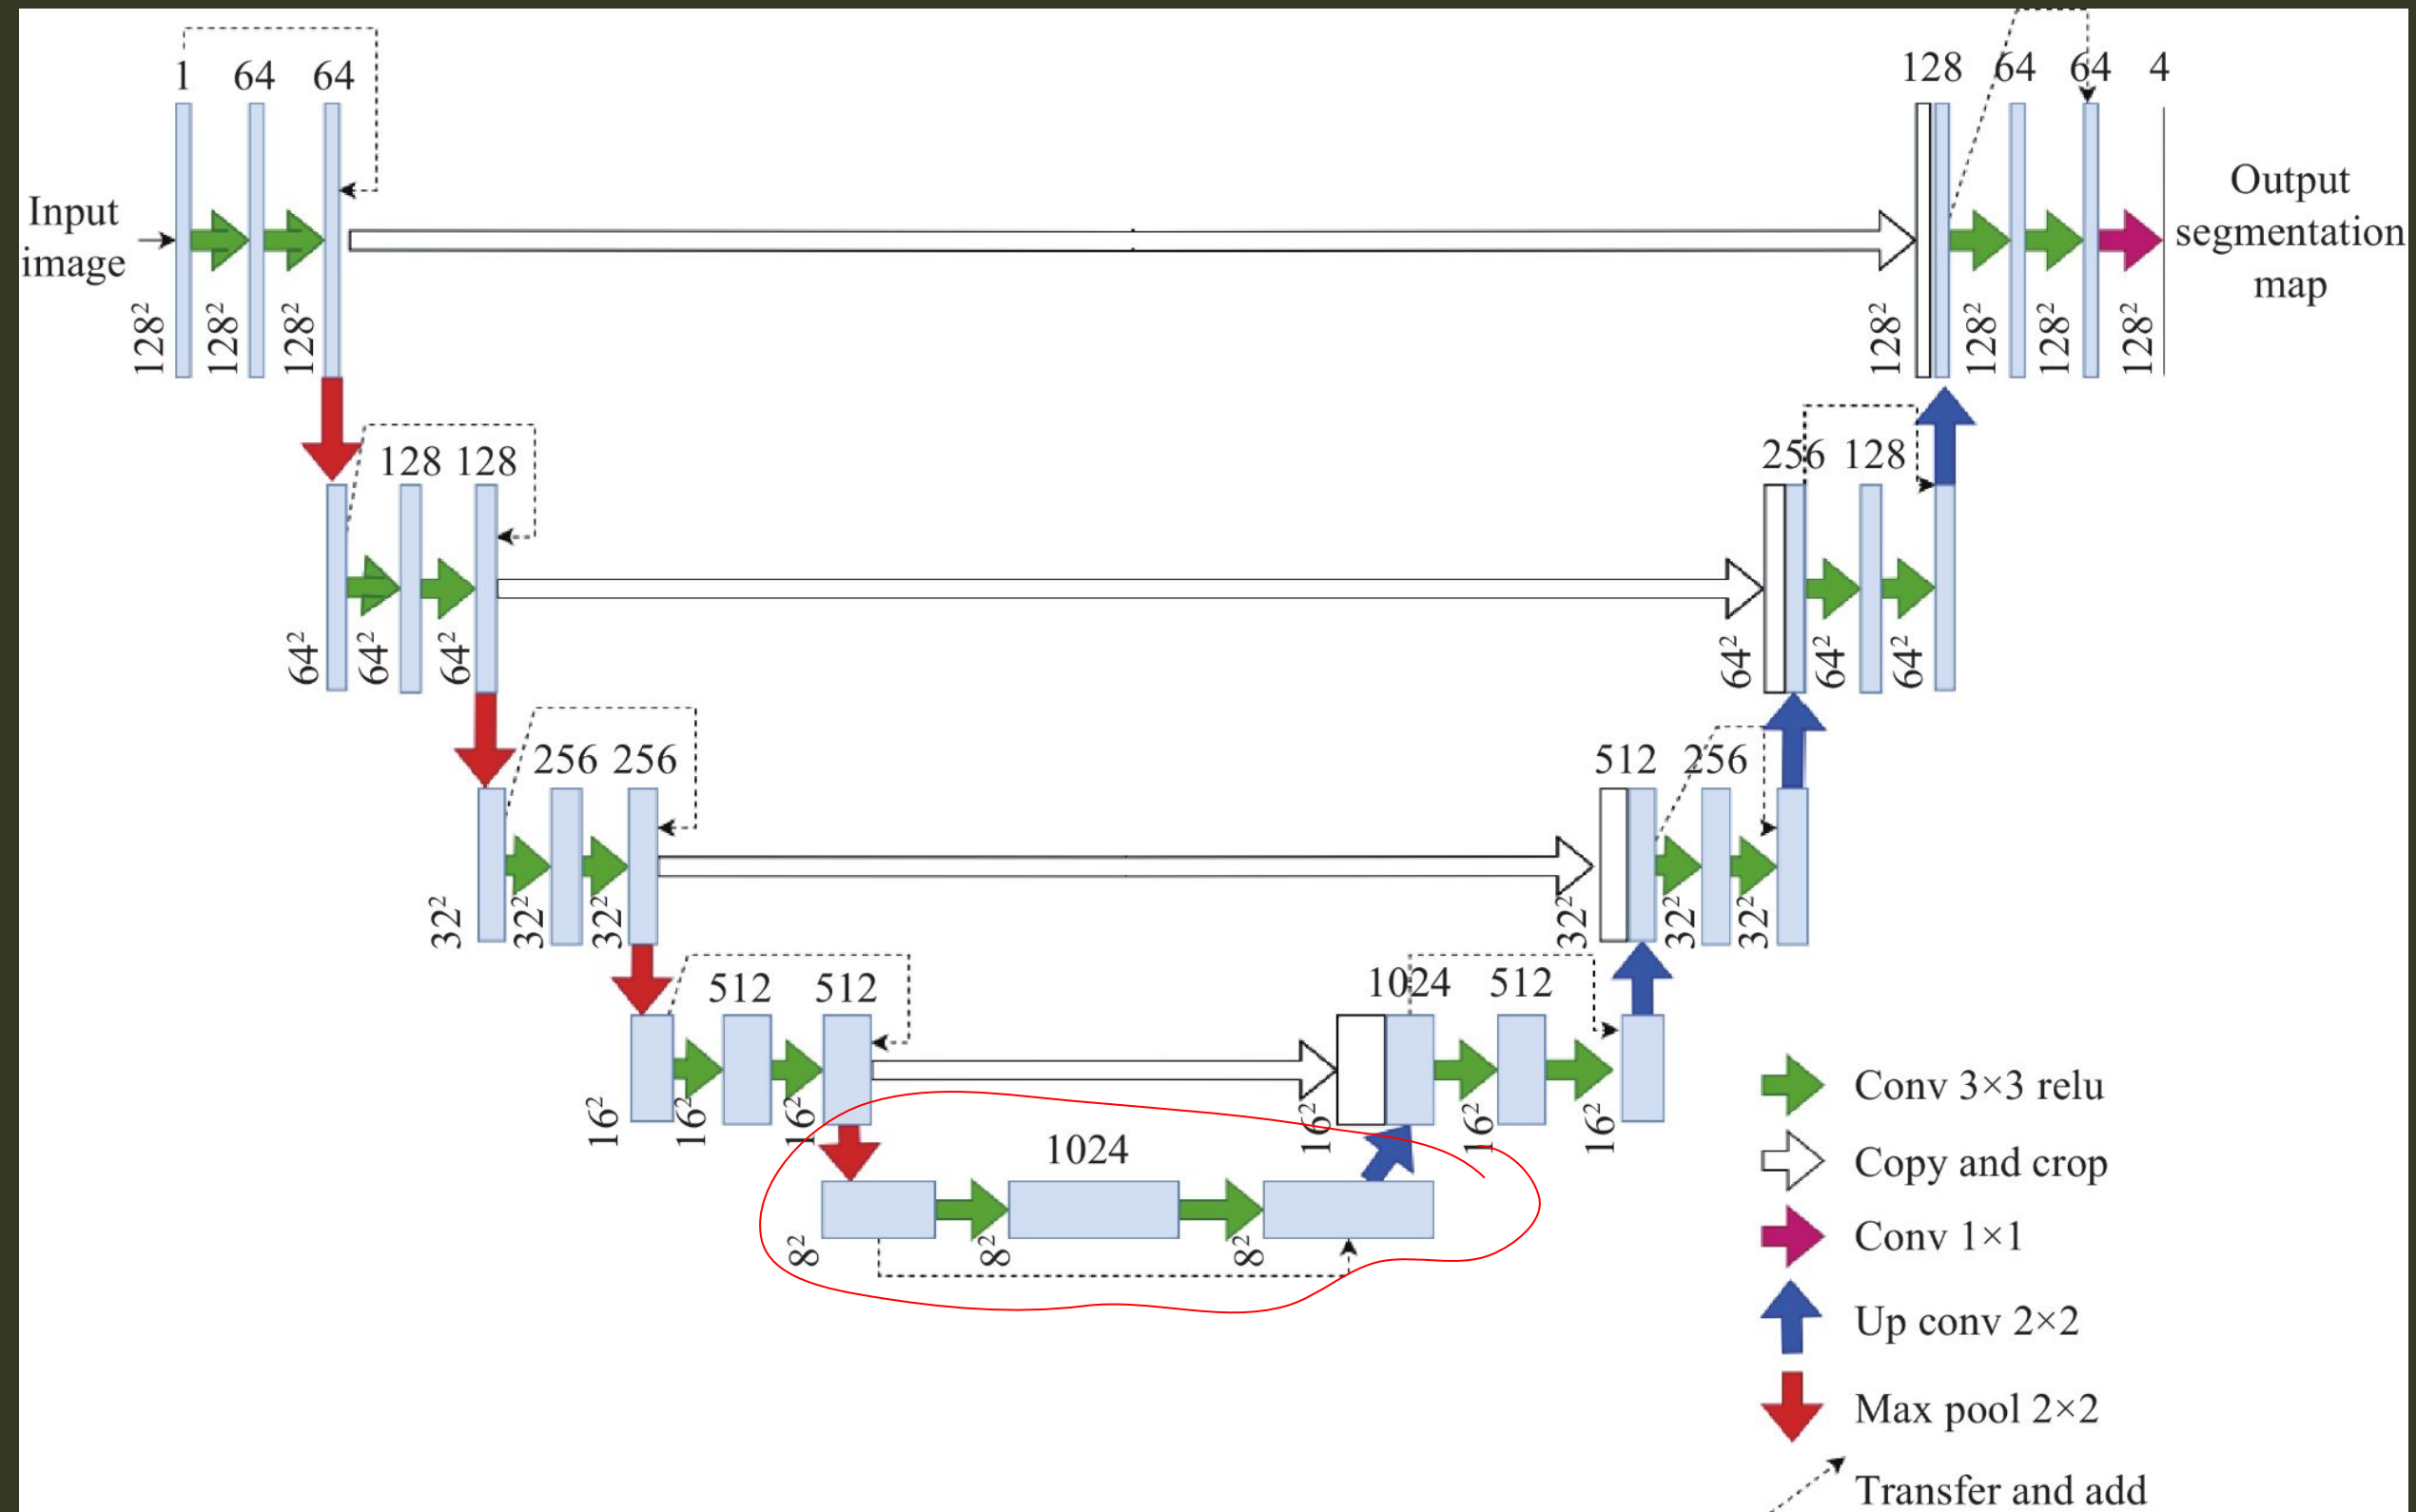 1 64 64
128 64 64 4
Input
image
Output
segmentation
map
128² 128² 128²
128² 128² 128² 128²
128 128
256 128
64² 64² 64²
64² 64² 64²
256 256
512 256
32² 32² 32²
32² 32² 32²
512 512
1024 512
16² 16² 16²
16² 16² 16²
1024
8² 8² 8²
Conv 3×3 relu
Copy and crop
Conv 1×1
Up conv 2×2
Max pool 2×2
Transfer and add